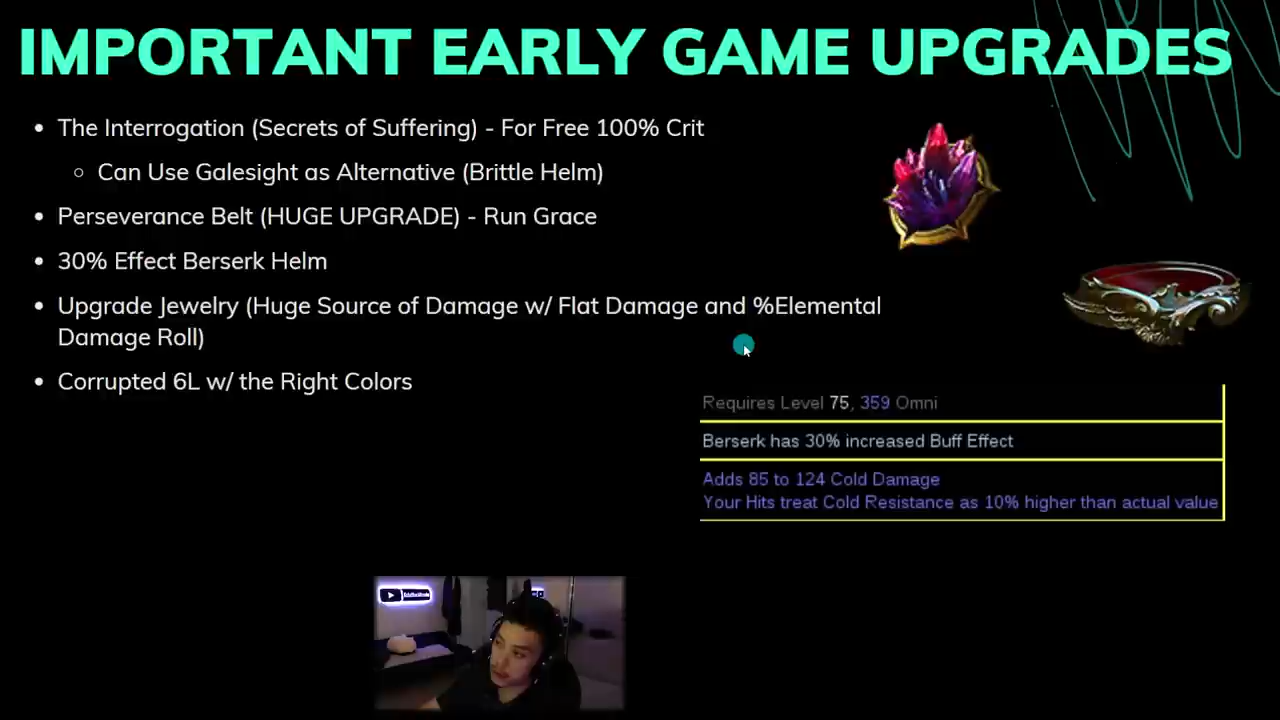 IMPORTANT EARLY GAME UPGRADES
• The Interrogation (Secrets of Suffering) - For Free 100% Crit
○ Can Use Galesight as Alternative (Brittle Helm)
• Perseverance Belt (HUGE UPGRADE) - Run Grace
• 30% Effect Berserk Helm
• Upgrade Jewelry (Huge Source of Damage w/ Flat Damage and %Elemental
Damage Roll)
• Corrupted 6L w/ the Right Colors
Requires Level 75, 359 Omni
Berserk has 30% increased Buff Effect
Adds 85 to 124 Cold Damage
Your Hits treat Cold Resistance as 10% higher than actual value